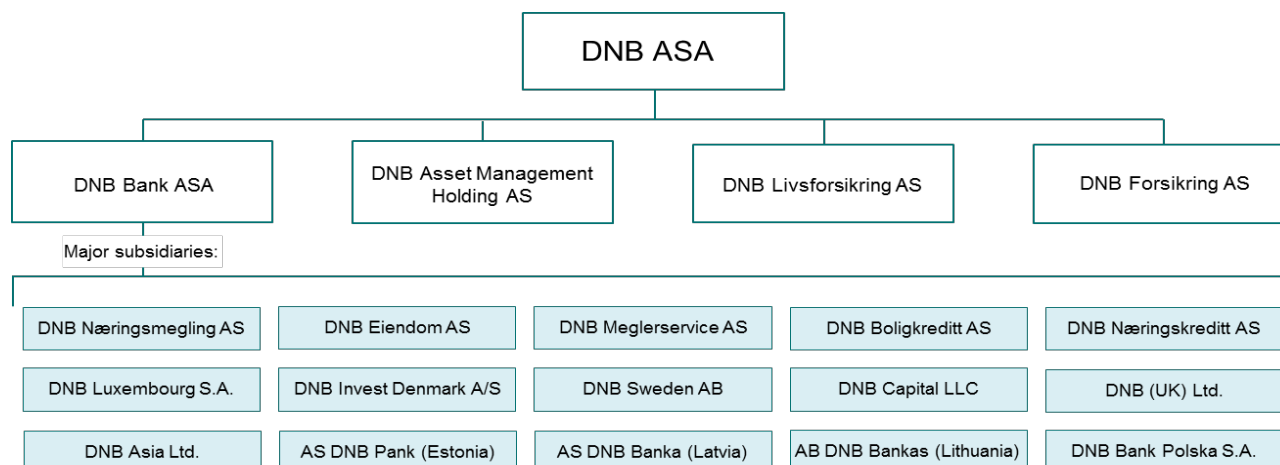 DNB ASA
DNB Bank ASA
DNB Asset Management
Holding AS
DNB Livsforsikring AS
DNB Forsikring AS
Major subsidiaries:
DNB Næringsmegling AS
DNB Eiendom AS
DNB Meglerservice AS
DNB Boligkreditt AS
DNB Næringskreditt AS
DNB Luxembourg S.A.
DNB Invest Denmark A/S
DNB Sweden AB
DNB Capital LLC
DNB (UK) Ltd.
DNB Asia Ltd.
AS DNB Pank (Estonia)
AS DNB Banka (Latvia)
AB DNB Bankas (Lithuania)
DNB Bank Polska S.A.